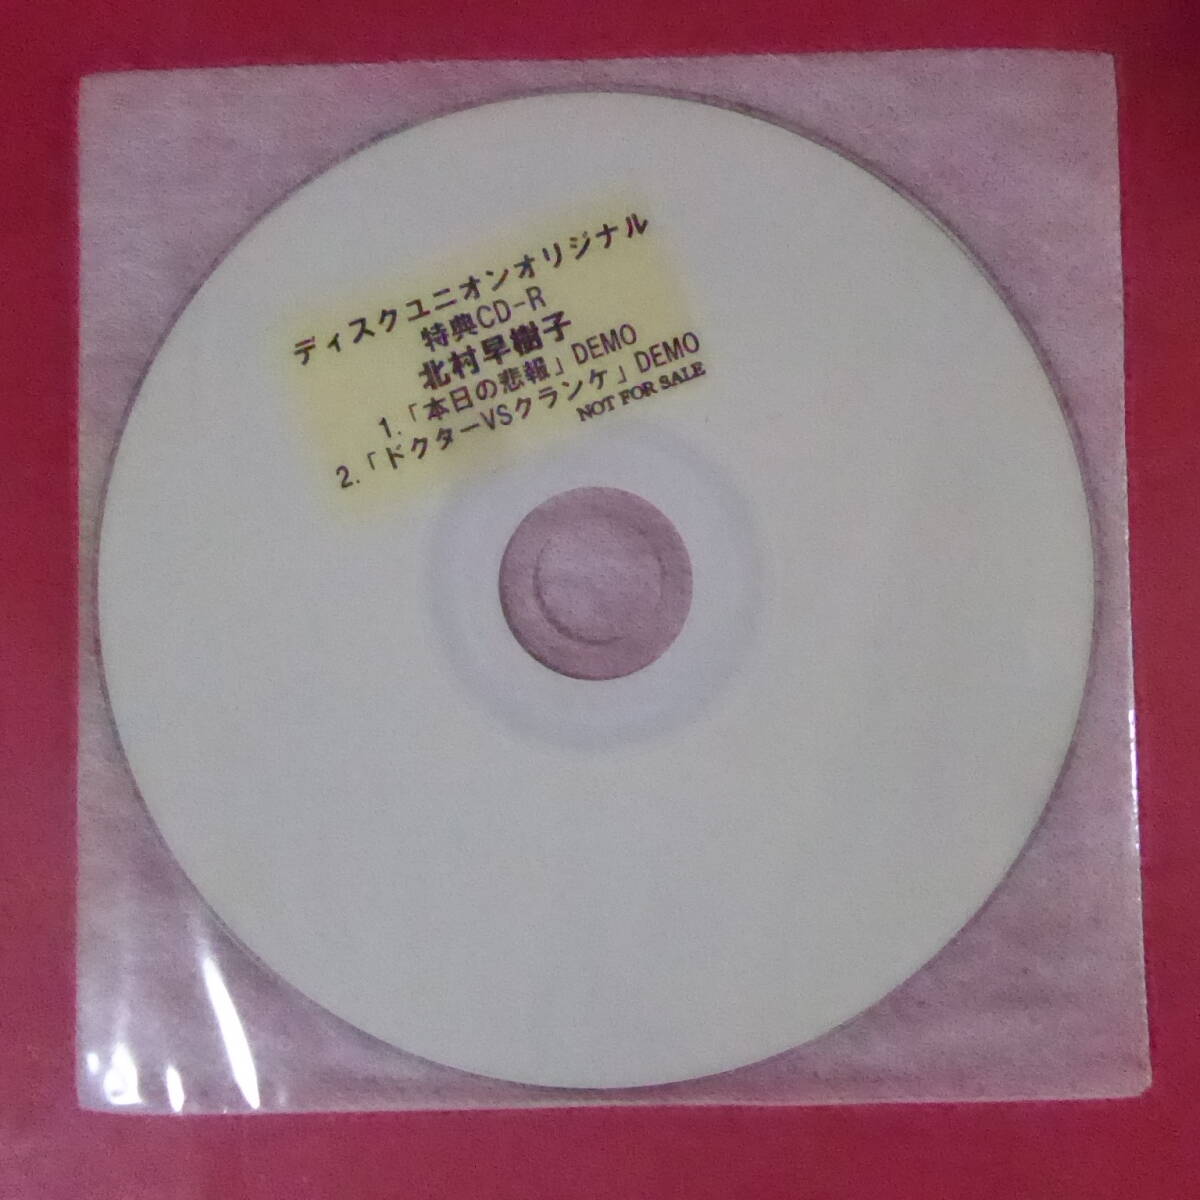 ディスクユニオンオリジナル
特典CD-R
北村早樹子
1.「本日の悲報」DEMO
2.「ドクターVSクランケ」DEMO
NOT FOR SALE